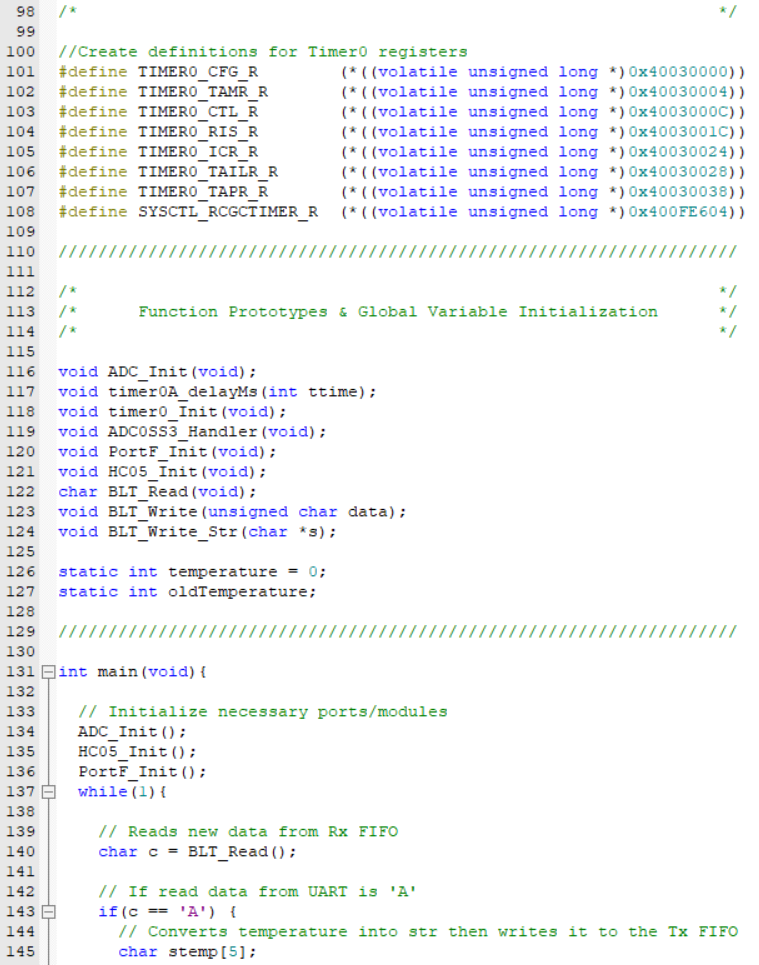 98 /* */
99
100 //Create definitions for Timer0 registers
101 #define TIMER0_CFG_R (*((volatile unsigned long *)0x40030000))
102 #define TIMER0_TAMR_R (*((volatile unsigned long *)0x40030004))
103 #define TIMER0_CTL_R (*((volatile unsigned long *)0x4003000C))
104 #define TIMER0_RIS_R (*((volatile unsigned long *)0x4003001C))
105 #define TIMER0_ICR_R (*((volatile unsigned long *)0x40030024))
106 #define TIMER0_TAILR_R (*((volatile unsigned long *)0x40030028))
107 #define TIMER0_TAPR_R (*((volatile unsigned long *)0x40030038))
108 #define SYSCTL_RCGCTIMER_R (*((volatile unsigned long *)0x400FE604))
109
110 ////////////////////////////////////////////////////////////////////
111
112 /* */
113 /* Function Prototypes & Global Variable Initialization */
114 /* */
115
116 void ADC_Init(void);
117 void timer0A_delayMs(int ttime);
118 void timer0_Init(void);
119 void ADC0SS3_Handler(void);
120 void PortF_Init(void);
121 void HC05_Init(void);
122 char BLT_Read(void);
123 void BLT_Write(unsigned char data);
124 void BLT_Write_Str(char *s);
125
126 static int temperature = 0;
127 static int oldTemperature;
128
129 ////////////////////////////////////////////////////////////////////
130
131 int main(void){
132
133 // Initialize necessary ports/modules
134 ADC_Init();
135 HC05_Init();
136 PortF_Init();
137 while(1){
138
139 // Reads new data from Rx FIFO
140 char c = BLT_Read();
141
142 // If read data from UART is 'A'
143 if(c == 'A') {
144 // Converts temperature into str then writes it to the Tx FIFO
145 char stemp[5];